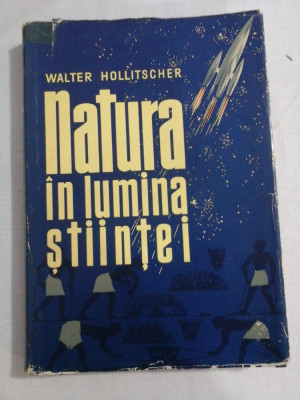 WALTER HOLLITSCHER
Natura
în lumina
științei